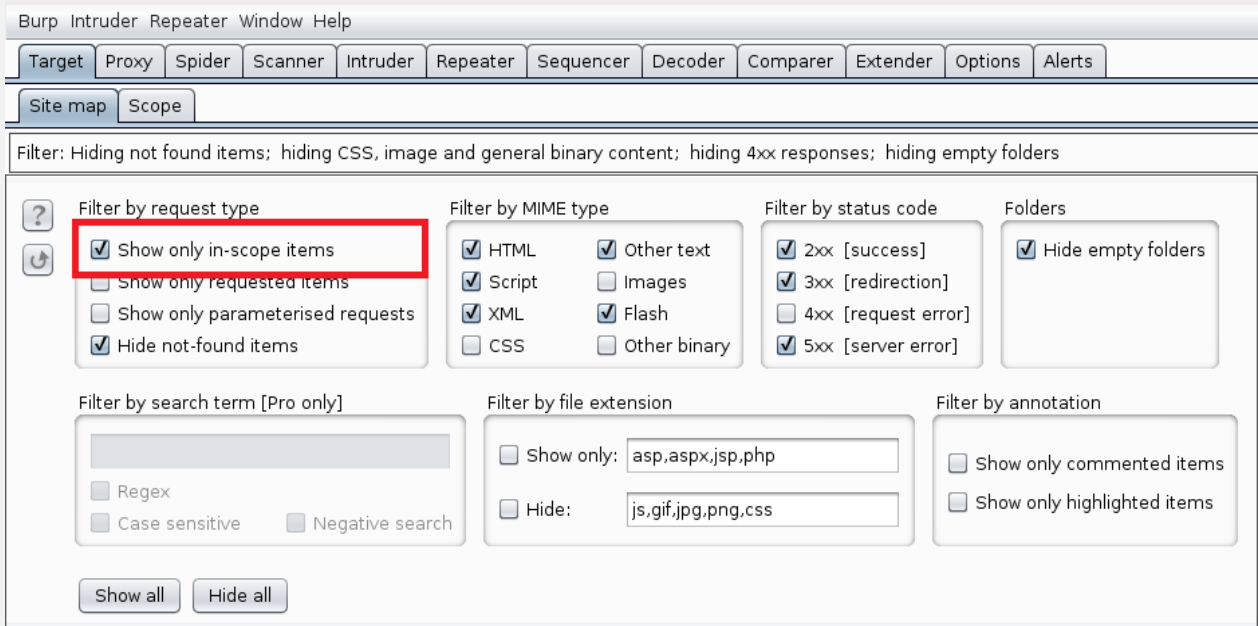 Burp Intruder Repeater Window Help
Target Proxy Spider Scanner Intruder Repeater Sequencer Decoder Comparer Extender Options Alerts
Site map Scope
Filter: Hiding not found items; hiding CSS, image and general binary content; hiding 4xx responses; hiding empty folders
? Filter by request type
Show only in-scope items
Show only requested items
Show only parameterised requests
Hide not-found items
Filter by MIME type
HTML Other text
Script Images
XML Flash
CSS Other binary
Filter by status code
2xx [success]
3xx [redirection]
4xx [request error]
5xx [server error]
Folders
Hide empty folders
Filter by search term [Pro only]
Regex
Case sensitive Negative search
Filter by file extension
Show only: asp,aspx,jsp,php
Hide: js,gif,jpg,png,css
Filter by annotation
Show only commented items
Show only highlighted items
Show all Hide all